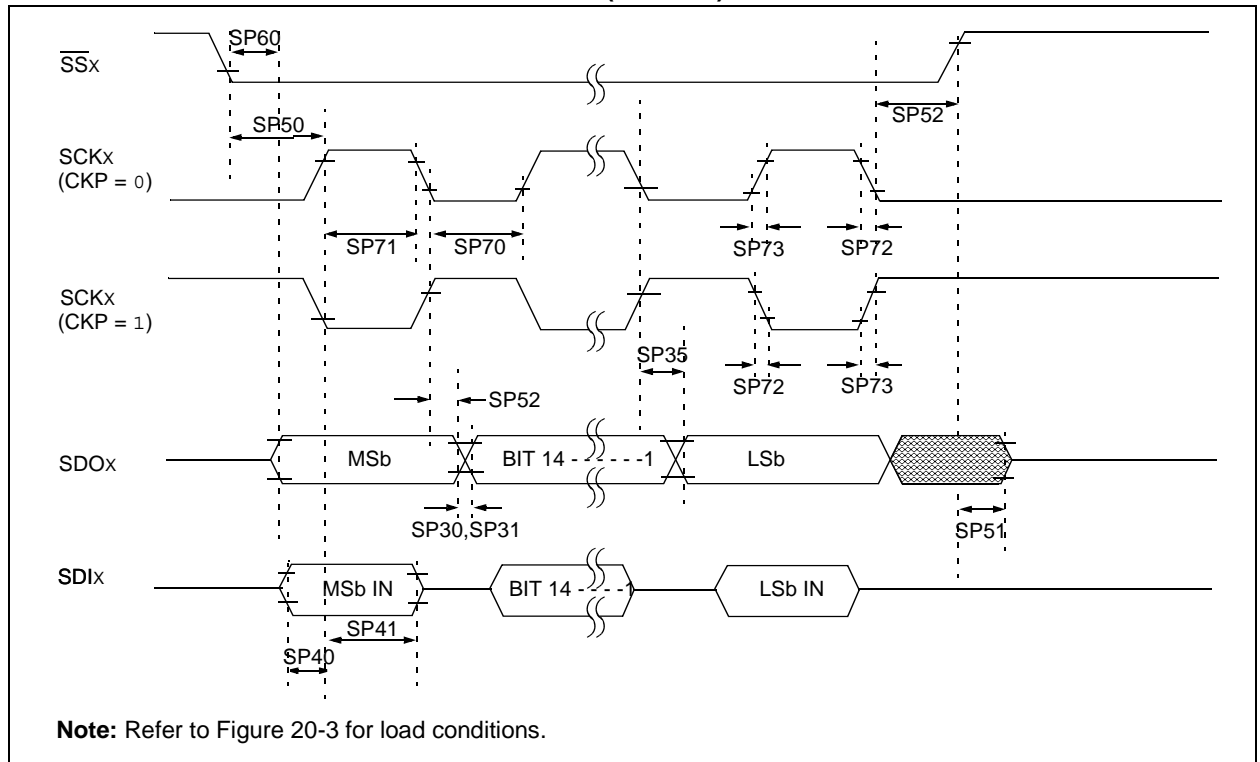 SP60
SSX
SP50
SP52
SCKX
(CKP = 0)
SP71
SP70
SP73
SP72
SCKX
(CKP = 1)
SP35
SP72
SP73
SP52
SDOX
MSb
BIT 14 - - - - - -1
LSb
SP30,SP31
SP51
SDIX
MSb IN
BIT 14 - - - -1
LSb IN
SP41
SP40
Note: Refer to Figure 20-3 for load conditions.